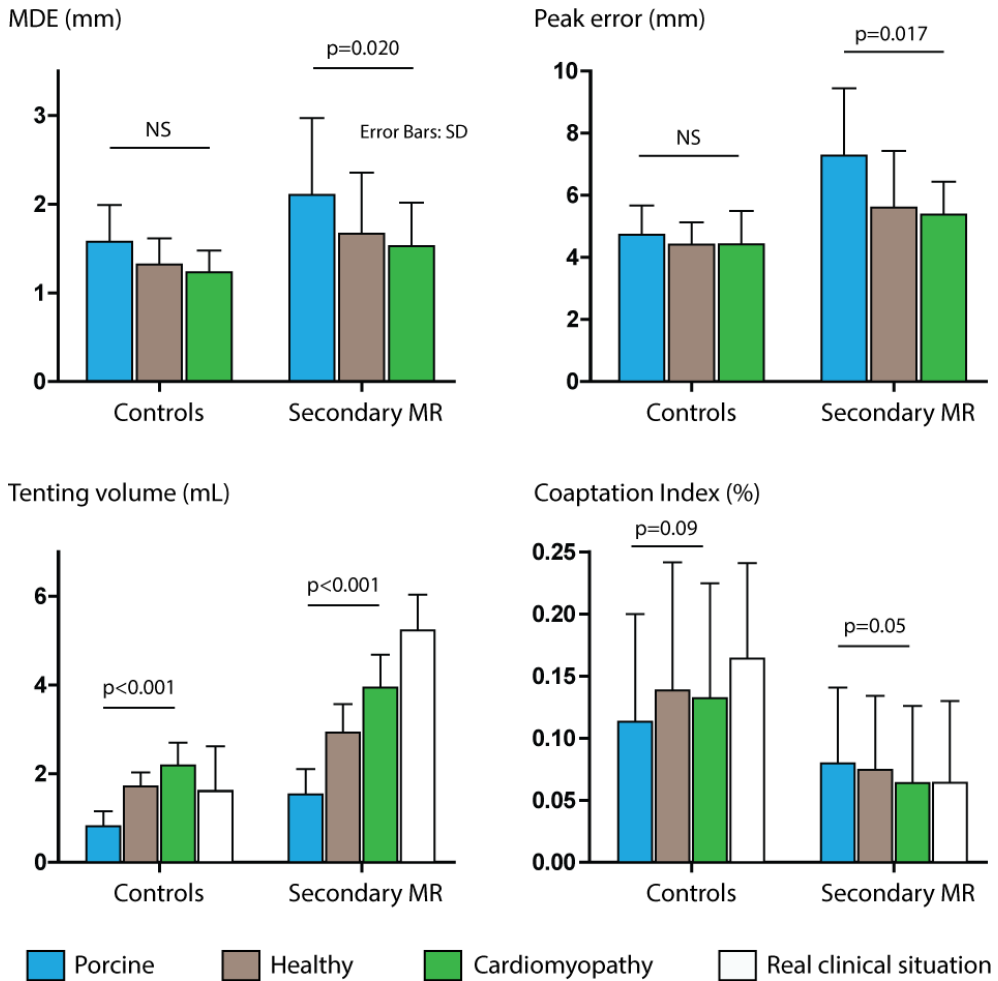 MDE (mm)
p=0.020
3
NS
Error Bars: SD
2
1
0
Controls
Secondary MR
Peak error (mm)
p=0.017
10
8
NS
6
4
2
0
Controls
Secondary MR
Tenting volume (mL)
6
p<0.001
4
p<0.001
2
0
Controls
Secondary MR
Coaptation Index (%)
p=0.09
0.25
0.20
p=0.05
0.15
0.10
0.05
0.00
Controls
Secondary MR
Porcine
Healthy
Cardiomyopathy
Real clinical situation